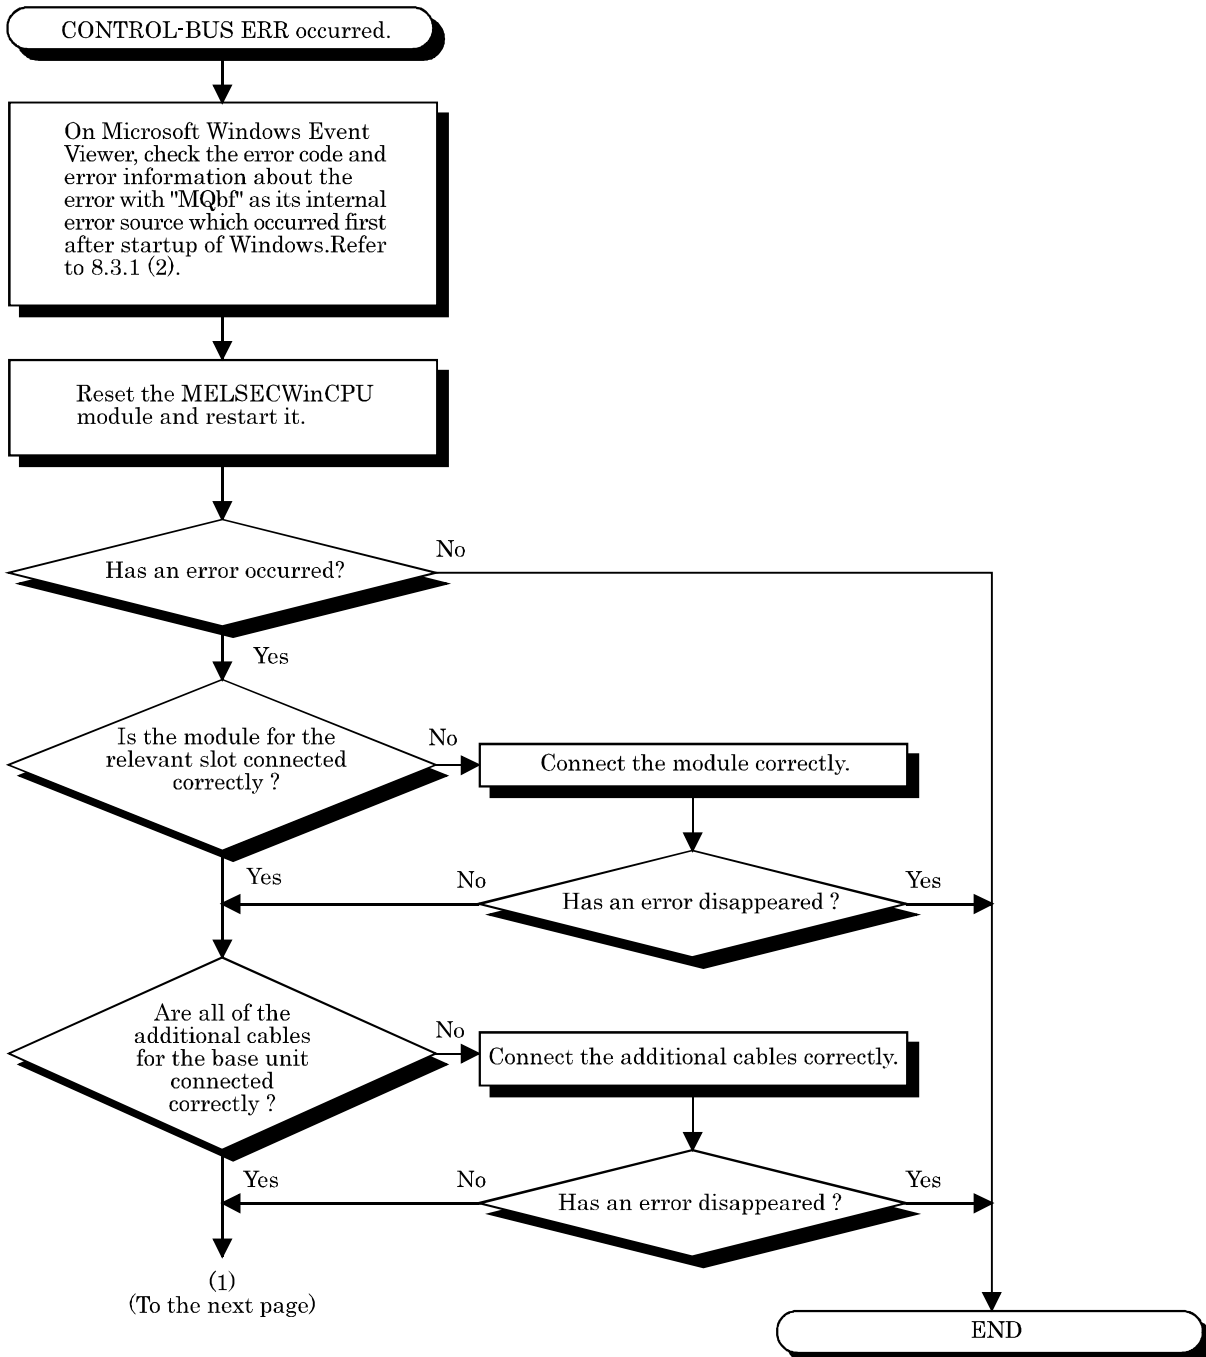 CONTROL-BUS ERR occurred.
On Microsoft Windows Event
Viewer, check the error code and
error information about the
error with "MQbf" as its internal
error source which occurred first
after startup of Windows.Refer
to 8.3.1 (2).
Reset the MELSECWinCPU
module and restart it.
No
Has an error occurred?
Yes
Is the module for the
relevant slot connected
correctly ?
No
Connect the module correctly.
Yes
No
Has an error disappeared ?
Yes
Are all of the
additional cables
for the base unit
connected
correctly ?
No
Connect the additional cables correctly.
Yes
No
Has an error disappeared ?
Yes
(1)
(To the next page)
END